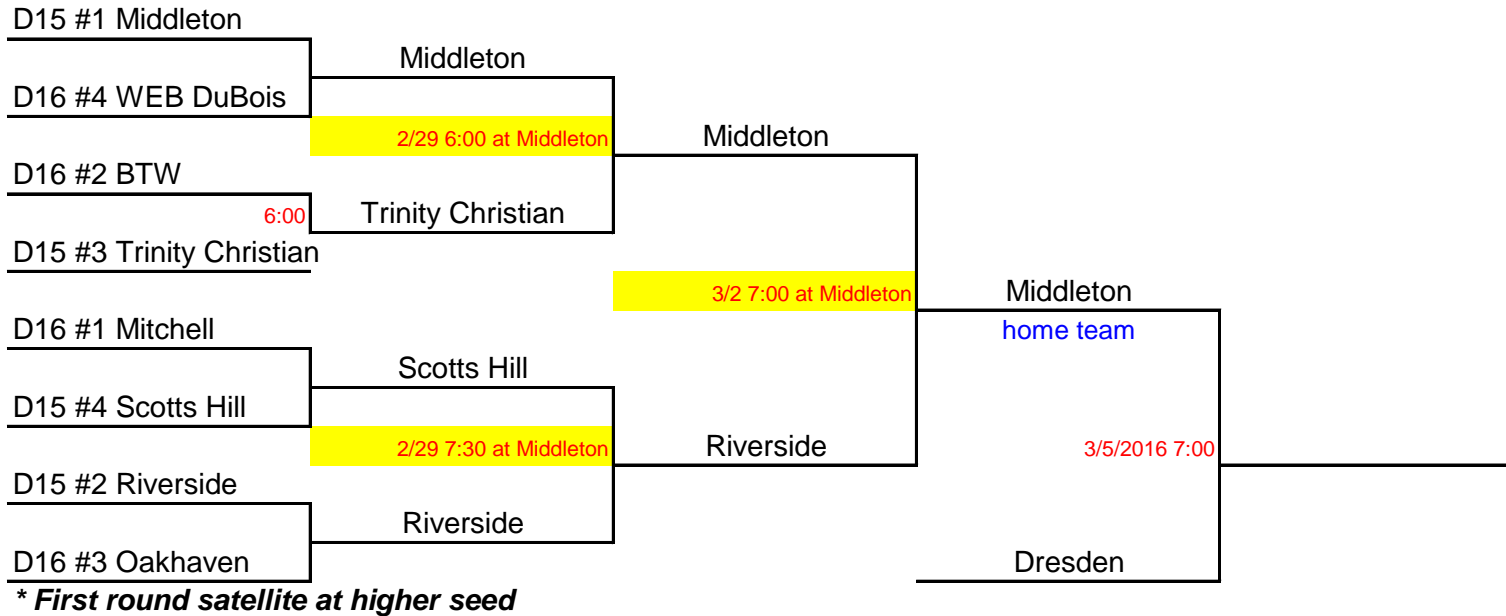 D15 #1 Middleton
Middleton
D16 #4 WEB DuBois
2/29 6:00 at Middleton
Middleton
D16 #2 BTW
6:00
Trinity Christian
D15 #3 Trinity Christian
3/2 7:00 at Middleton
Middleton
D16 #1 Mitchell
home team
Scotts Hill
D15 #4 Scotts Hill
2/29 7:30 at Middleton
Riverside
3/5/2016 7:00
D15 #2 Riverside
Riverside
D16 #3 Oakhaven
Dresden
* First round satellite at higher seed